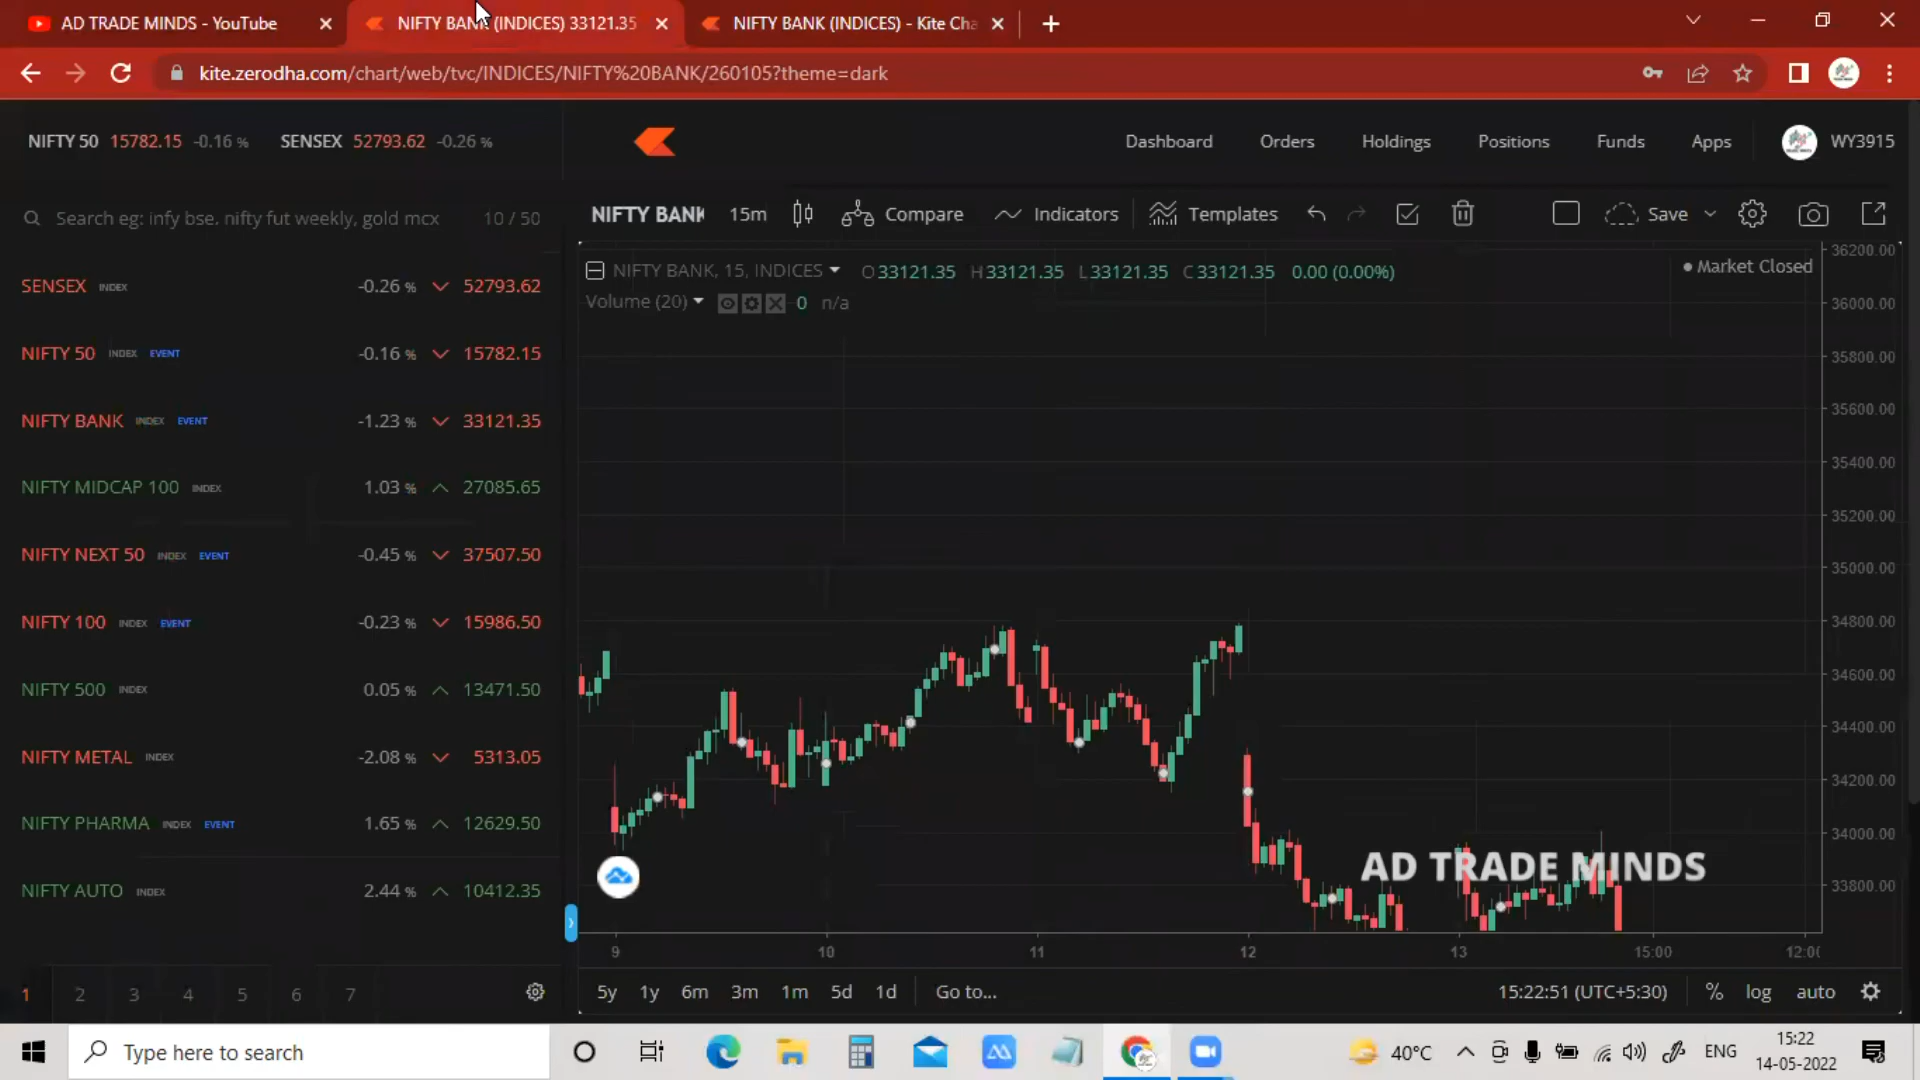 AD TRADE MINDS - YouTube
NIFTY BANK (INDICES) 33121.35
NIFTY BANK (INDICES) - Kite Cha
kite.zerodha.com/chart/web/tvc/INDICES/NIFTY%20BANK/260105?theme=dark
NIFTY 50 15782.15 -0.16 % SENSEX 52793.62 -0.26 %
Dashboard Orders Holdings Positions Funds Apps WY3915
Search eg: infy bse, nifty fut weekly, gold mcx 10 / 50
NIFTY BANK 15m Compare Indicators Templates Save
SENSEX INDEX -0.26 % 52793.62
NIFTY 50 INDEX EVENT -0.16 % 15782.15
NIFTY BANK INDEX EVENT -1.23 % 33121.35
NIFTY MIDCAP 100 INDEX 1.03 % 27085.65
NIFTY NEXT 50 INDEX EVENT -0.45 % 37507.50
NIFTY 100 INDEX EVENT -0.23 % 15986.50
NIFTY 500 INDEX 0.05 % 13471.50
NIFTY METAL INDEX -2.08 % 5313.05
NIFTY PHARMA INDEX EVENT 1.65 % 12629.50
NIFTY AUTO INDEX 2.44 % 10412.35
1 2 3 4 5 6 7
NIFTY BANK, 15, INDICES O33121.35 H33121.35 L33121.35 C33121.35 0.00 (0.00%)
Market Closed
Volume (20) 0 n/a
36200.00
36000.00
35800.00
35600.00
35400.00
35200.00
35000.00
34800.00
34600.00
34400.00
34200.00
34000.00
33800.00
AD TRADE MINDS
9 10 11 12 13 15:00 12:0
5y 1y 6m 3m 1m 5d 1d Go to... 15:22:51 (UTC+5:30) % log auto
Type here to search
40°C ENG
15:22
14-05-2022